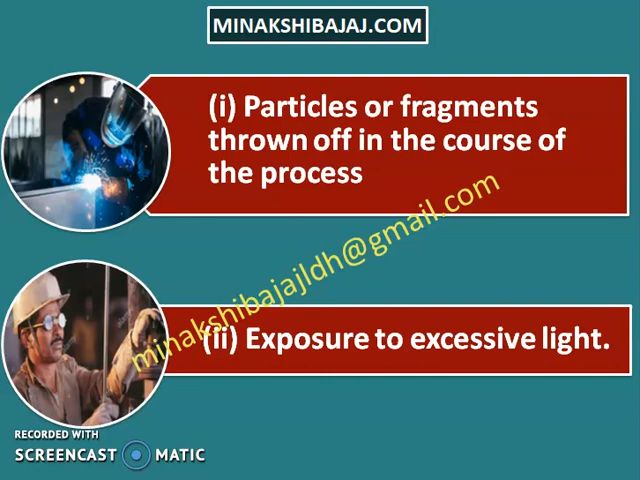 MINAKSHIBAJAJ.COM
(i) Particles or fragments
thrown off in the course of
the process
minakshibajajldh@gmail.com
(ii) Exposure to excessive light.
RECORDED WITH
SCREENCAST MATIC